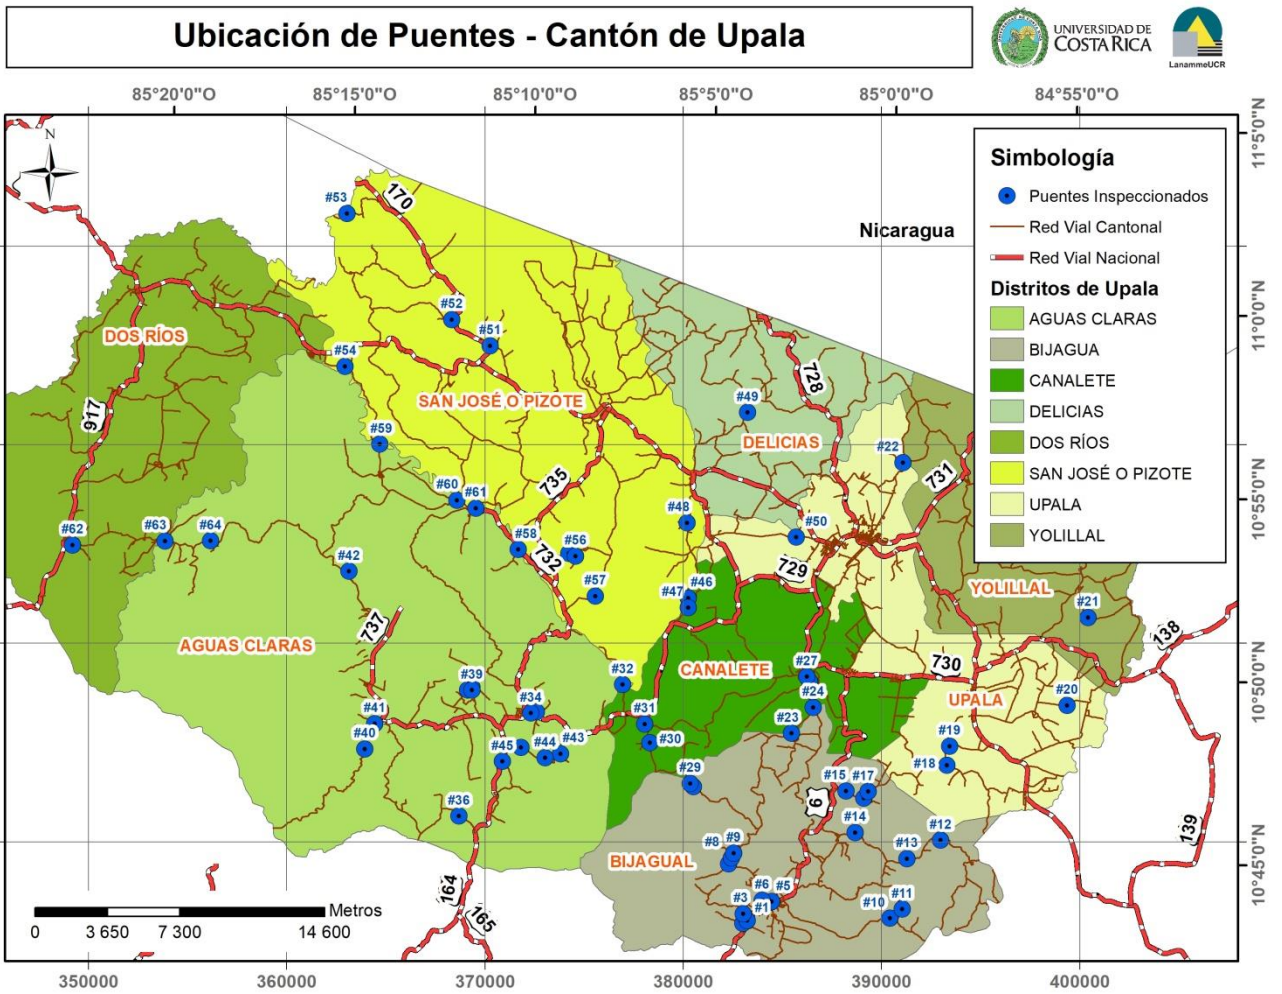 Ubicación de Puentes - Cantón de Upala
UNIVERSIDAD DE
COSTA RICA
LanammeUCR
85°20'0"O 85°15'0"O 85°10'0"O 85°5'0"O 85°0'0"O 84°55'0"O
11°5'0"N
11°0'0"N
10°55'0"N
10°50'0"N
10°45'0"N
N
Simbología
Puentes Inspeccionados
Red Vial Cantonal
Red Vial Nacional
Distritos de Upala
AGUAS CLARAS
BIJAGUA
CANALETE
DELICIAS
DOS RÍOS
SAN JOSÉ O PIZOTE
UPALA
YOLILLAL
Nicaragua
#53
170
#52
#51
DOS RÍOS
#54
728
SAN JOSÉ O PIZOTE
917
#49
#59
DELICIAS
#22
731
735
#60 #61
#48
#62 #63 #64
#58 #56
#50
732
#42
729
#57
#47 #46
YOLILLAL
#21
737
138
AGUAS CLARAS
#32
CANALETE
#27
730
#39
#24
UPALA
#20
#34
#41
#31
#23
#40
#45 #44 #43
#30
#19
#18
#29
#15 #17
6
#36
#14
#12
139
#8 #9
#13
BIJAGUAL
164
#6 #5
#3 #1
#10 #11
165
Metros
0 3 650 7 300 14 600
350000 360000 370000 380000 390000 400000